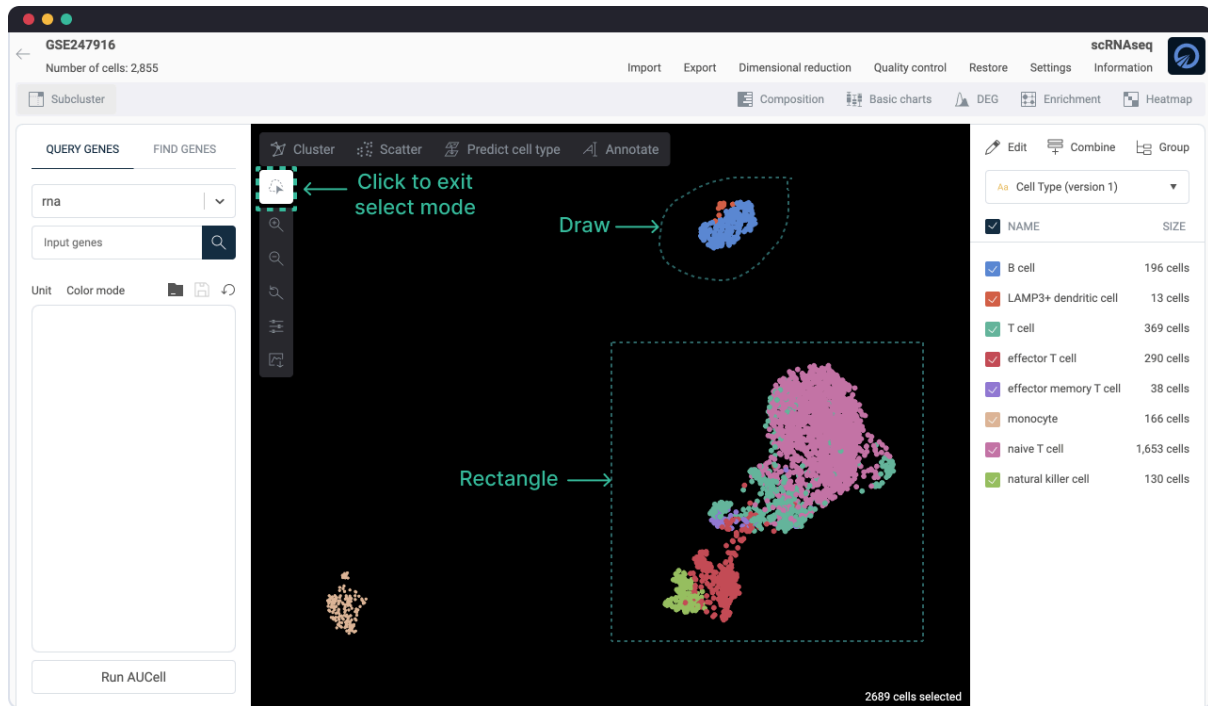 GSE247916
scRNAseq
Number of cells: 2,855
Import Export Dimensional reduction Quality control Restore Settings Information
Subcluster
Composition Basic charts DEG Enrichment Heatmap
QUERY GENES FIND GENES
rna
Input genes
Unit Color mode
Run AUCell
Cluster Scatter Predict cell type Annotate
Click to exit
select mode
Draw
Rectangle
2689 cells selected
Edit Combine Group
Aa Cell Type (version 1)
NAME SIZE
B cell 196 cells
LAMP3+ dendritic cell 13 cells
T cell 369 cells
effector T cell 290 cells
effector memory T cell 38 cells
monocyte 166 cells
naive T cell 1,653 cells
natural killer cell 130 cells